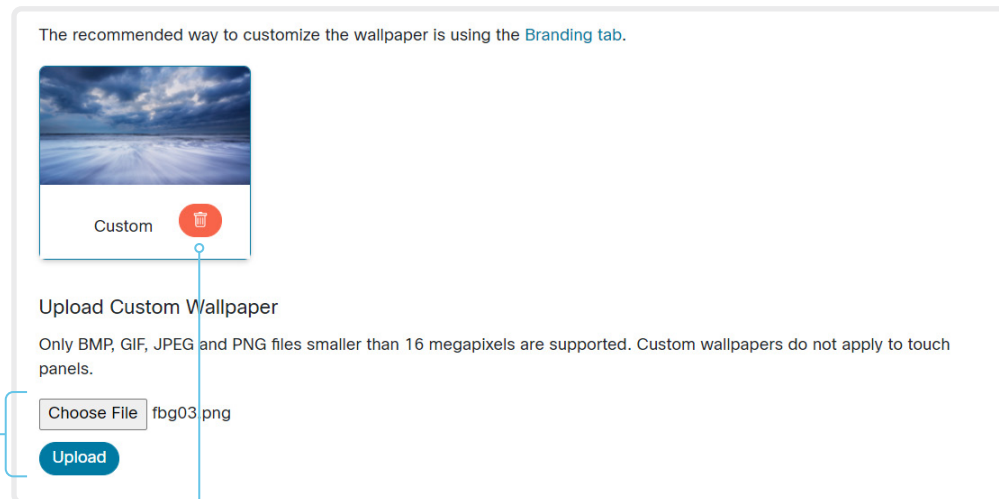 The recommended way to customize the wallpaper is using the Branding tab.
Custom
Upload Custom Wallpaper
Only BMP, GIF, JPEG and PNG files smaller than 16 megapixels are supported. Custom wallpapers do not apply to touch
panels.
Choose File fbg03.png
Upload